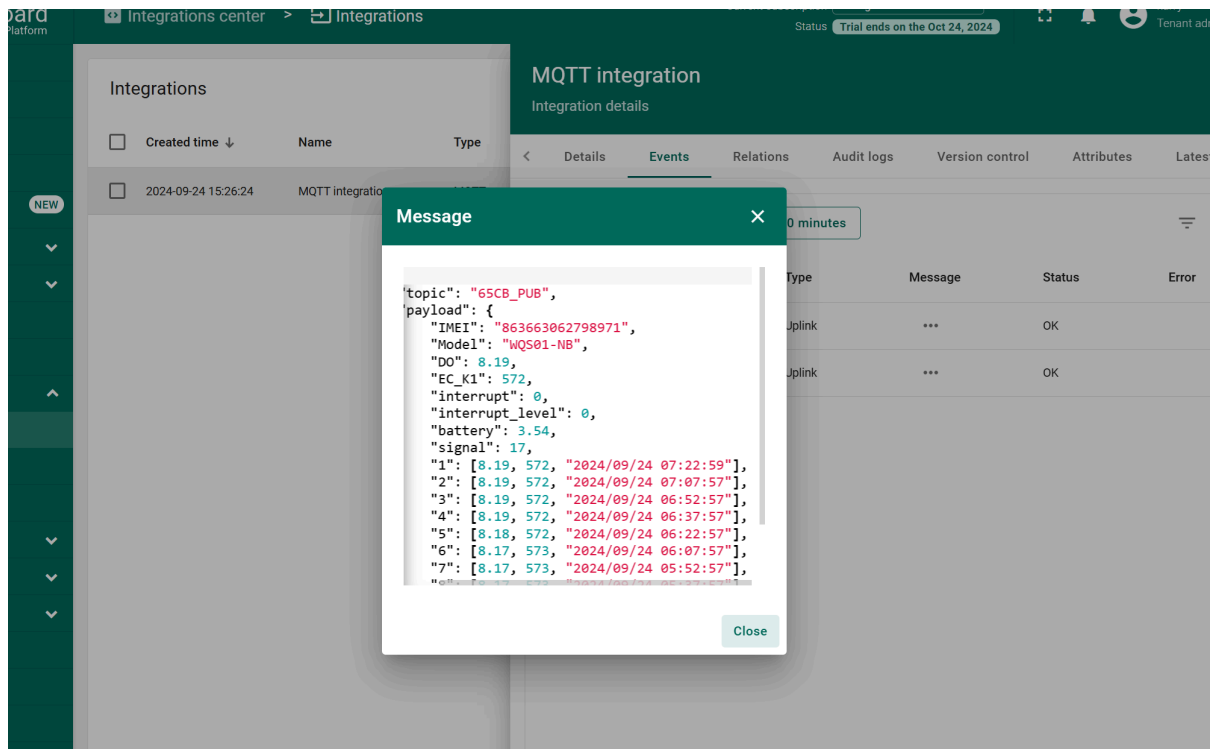 Platform
Integrations center > Integrations
Status Trial ends on the Oct 24, 2024
Tenant
Integrations
Created time ↓ Name Type
2024-09-24 15:26:24 MQTT
NEW
MQTT integration
Integration details
Details Events Relations Audit logs Version control Attributes
0 minutes
Type Message Status Error
Uplink ••• OK
Uplink ••• OK
Message
"topic": "65CB_PUB",
"payload": {
"IMEI": "863663062798971",
"Model": "WQS01-NB",
"DO": 8.19,
"EC_K1": 572,
"interrupt": 0,
"interrupt_level": 0,
"battery": 3.54,
"signal": 17,
"1": [8.19, 572, "2024/09/24 07:22:59"],
"2": [8.19, 572, "2024/09/24 07:07:57"],
"3": [8.19, 572, "2024/09/24 06:52:57"],
"4": [8.19, 572, "2024/09/24 06:37:57"],
"5": [8.18, 572, "2024/09/24 06:22:57"],
"6": [8.17, 573, "2024/09/24 06:07:57"],
"7": [8.17, 573, "2024/09/24 05:52:57"],
Close